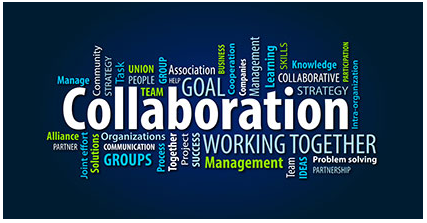 Manage
Community
STRATEGY
Task
UNION
PEOPLE
TEAM
GROUP
Association
HELP
GOAL
BUSINESS
Cooperation
Companies
Management
Learning
SKILLS
Knowledge
COLLABORATIVE
STRATEGY
PARTICIPATION
Intra-organization
Collaboration
Alliance
PARTNER
Joint effort
Solutions
Organizations
COMMUNICATION
GROUPS
Process
Together
Project
SUCCESS
WORKING TOGETHER
Management
Team
IDEAS
Problem solving
PARTNERSHIP